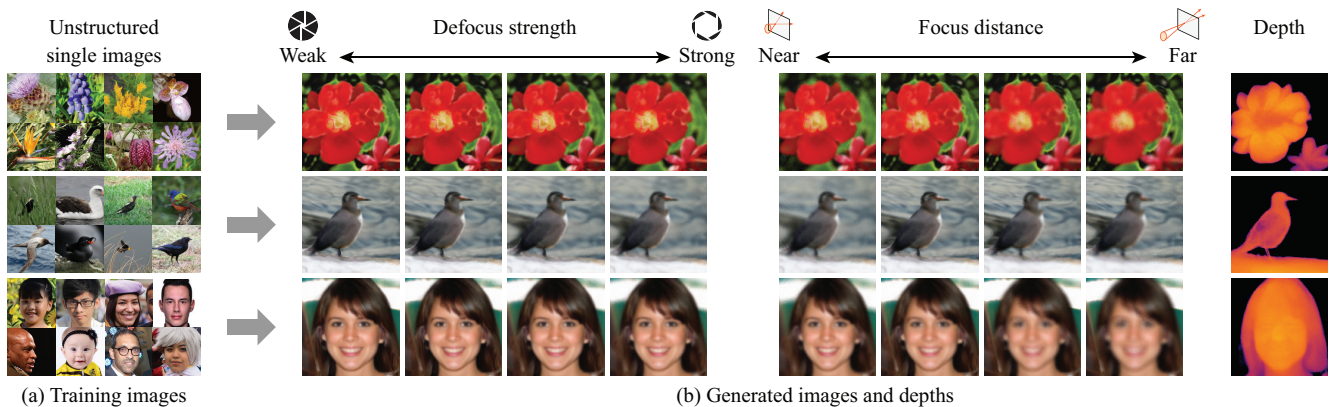 Unstructured
single images
Defocus strength
Weak
Strong
Focus distance
Near
Far
Depth
(a) Training images
(b) Generated images and depths